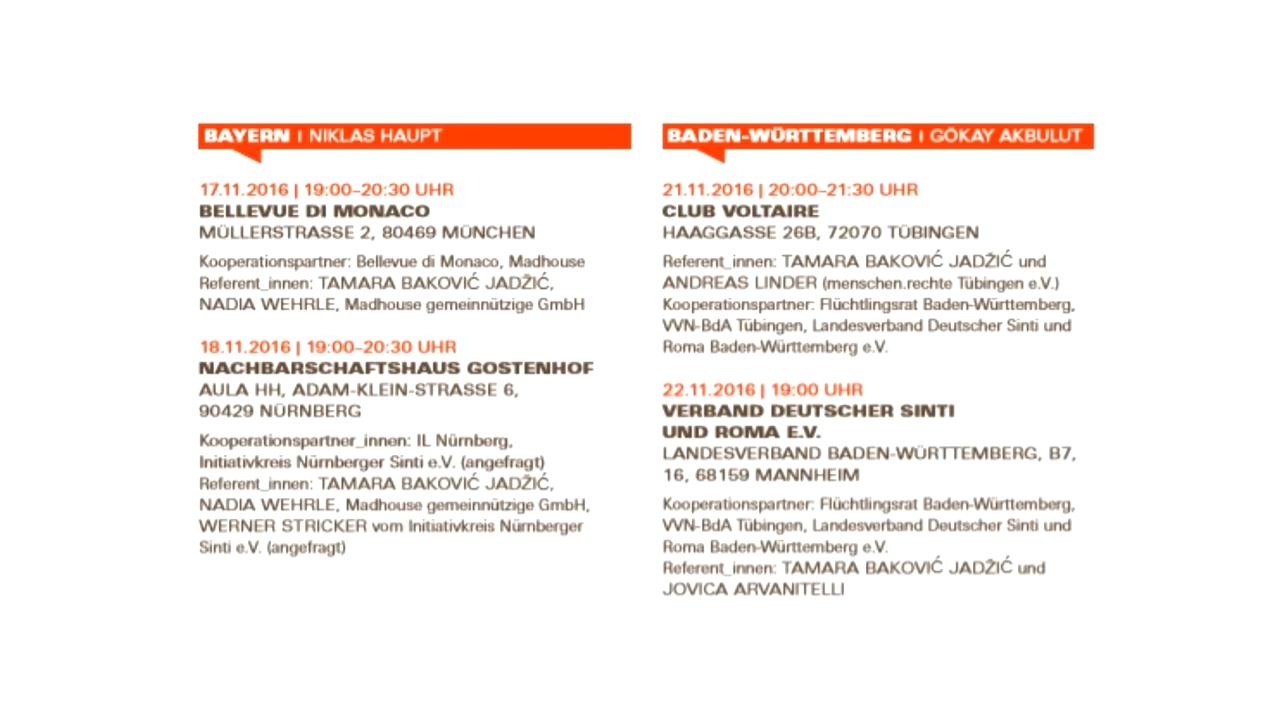 BAYERN | NIKLAS HAUPT
17.11.2016 | 19:00–20:30 UHR
BELLEVUE DI MONACO
MÜLLERSTRASSE 2, 80469 MÜNCHEN
Kooperationspartner: Bellevue di Monaco, Madhouse
Referent_innen: TAMARA BAKOVIĆ JADŽIĆ,
NADIA WEHRLE, Madhouse gemeinnützige GmbH
18.11.2016 | 19:00–20:30 UHR
NACHBARSCHAFTSHAUS GOSTENHOF
AULA HH, ADAM-KLEIN-STRASSE 6,
90429 NÜRNBERG
Kooperationspartner_innen: IL Nürnberg,
Initiativkreis Nürnberger Sinti e.V. (angefragt)
Referent_innen: TAMARA BAKOVIĆ JADŽIĆ,
NADIA WEHRLE, Madhouse gemeinnützige GmbH,
WERNER STRICKER vom Initiativkreis Nürnberger
Sinti e.V. (angefragt)
BADEN-WÜRTTEMBERG | GÖKAY AKBULUT
21.11.2016 | 20:00–21:30 UHR
CLUB VOLTAIRE
HAAGGASSE 26B, 72070 TÜBINGEN
Referent_innen: TAMARA BAKOVIĆ JADŽIĆ und
ANDREAS LINDER (menschen.rechte Tübingen e.V.)
Kooperationspartner: Flüchtlingsrat Baden-Württemberg,
VVN-BdA Tübingen, Landesverband Deutscher Sinti und
Roma Baden-Württemberg e.V.
22.11.2016 | 19:00 UHR
VERBAND DEUTSCHER SINTI
UND ROMA E.V.
LANDESVERBAND BADEN-WÜRTTEMBERG, B7,
16, 68159 MANNHEIM
Kooperationspartner: Flüchtlingsrat Baden-Württemberg,
VVN-BdA Tübingen, Landesverband Deutscher Sinti und
Roma Baden-Württemberg e.V.
Referent_innen: TAMARA BAKOVIĆ JADŽIĆ und
JOVICA ARVANITELLI